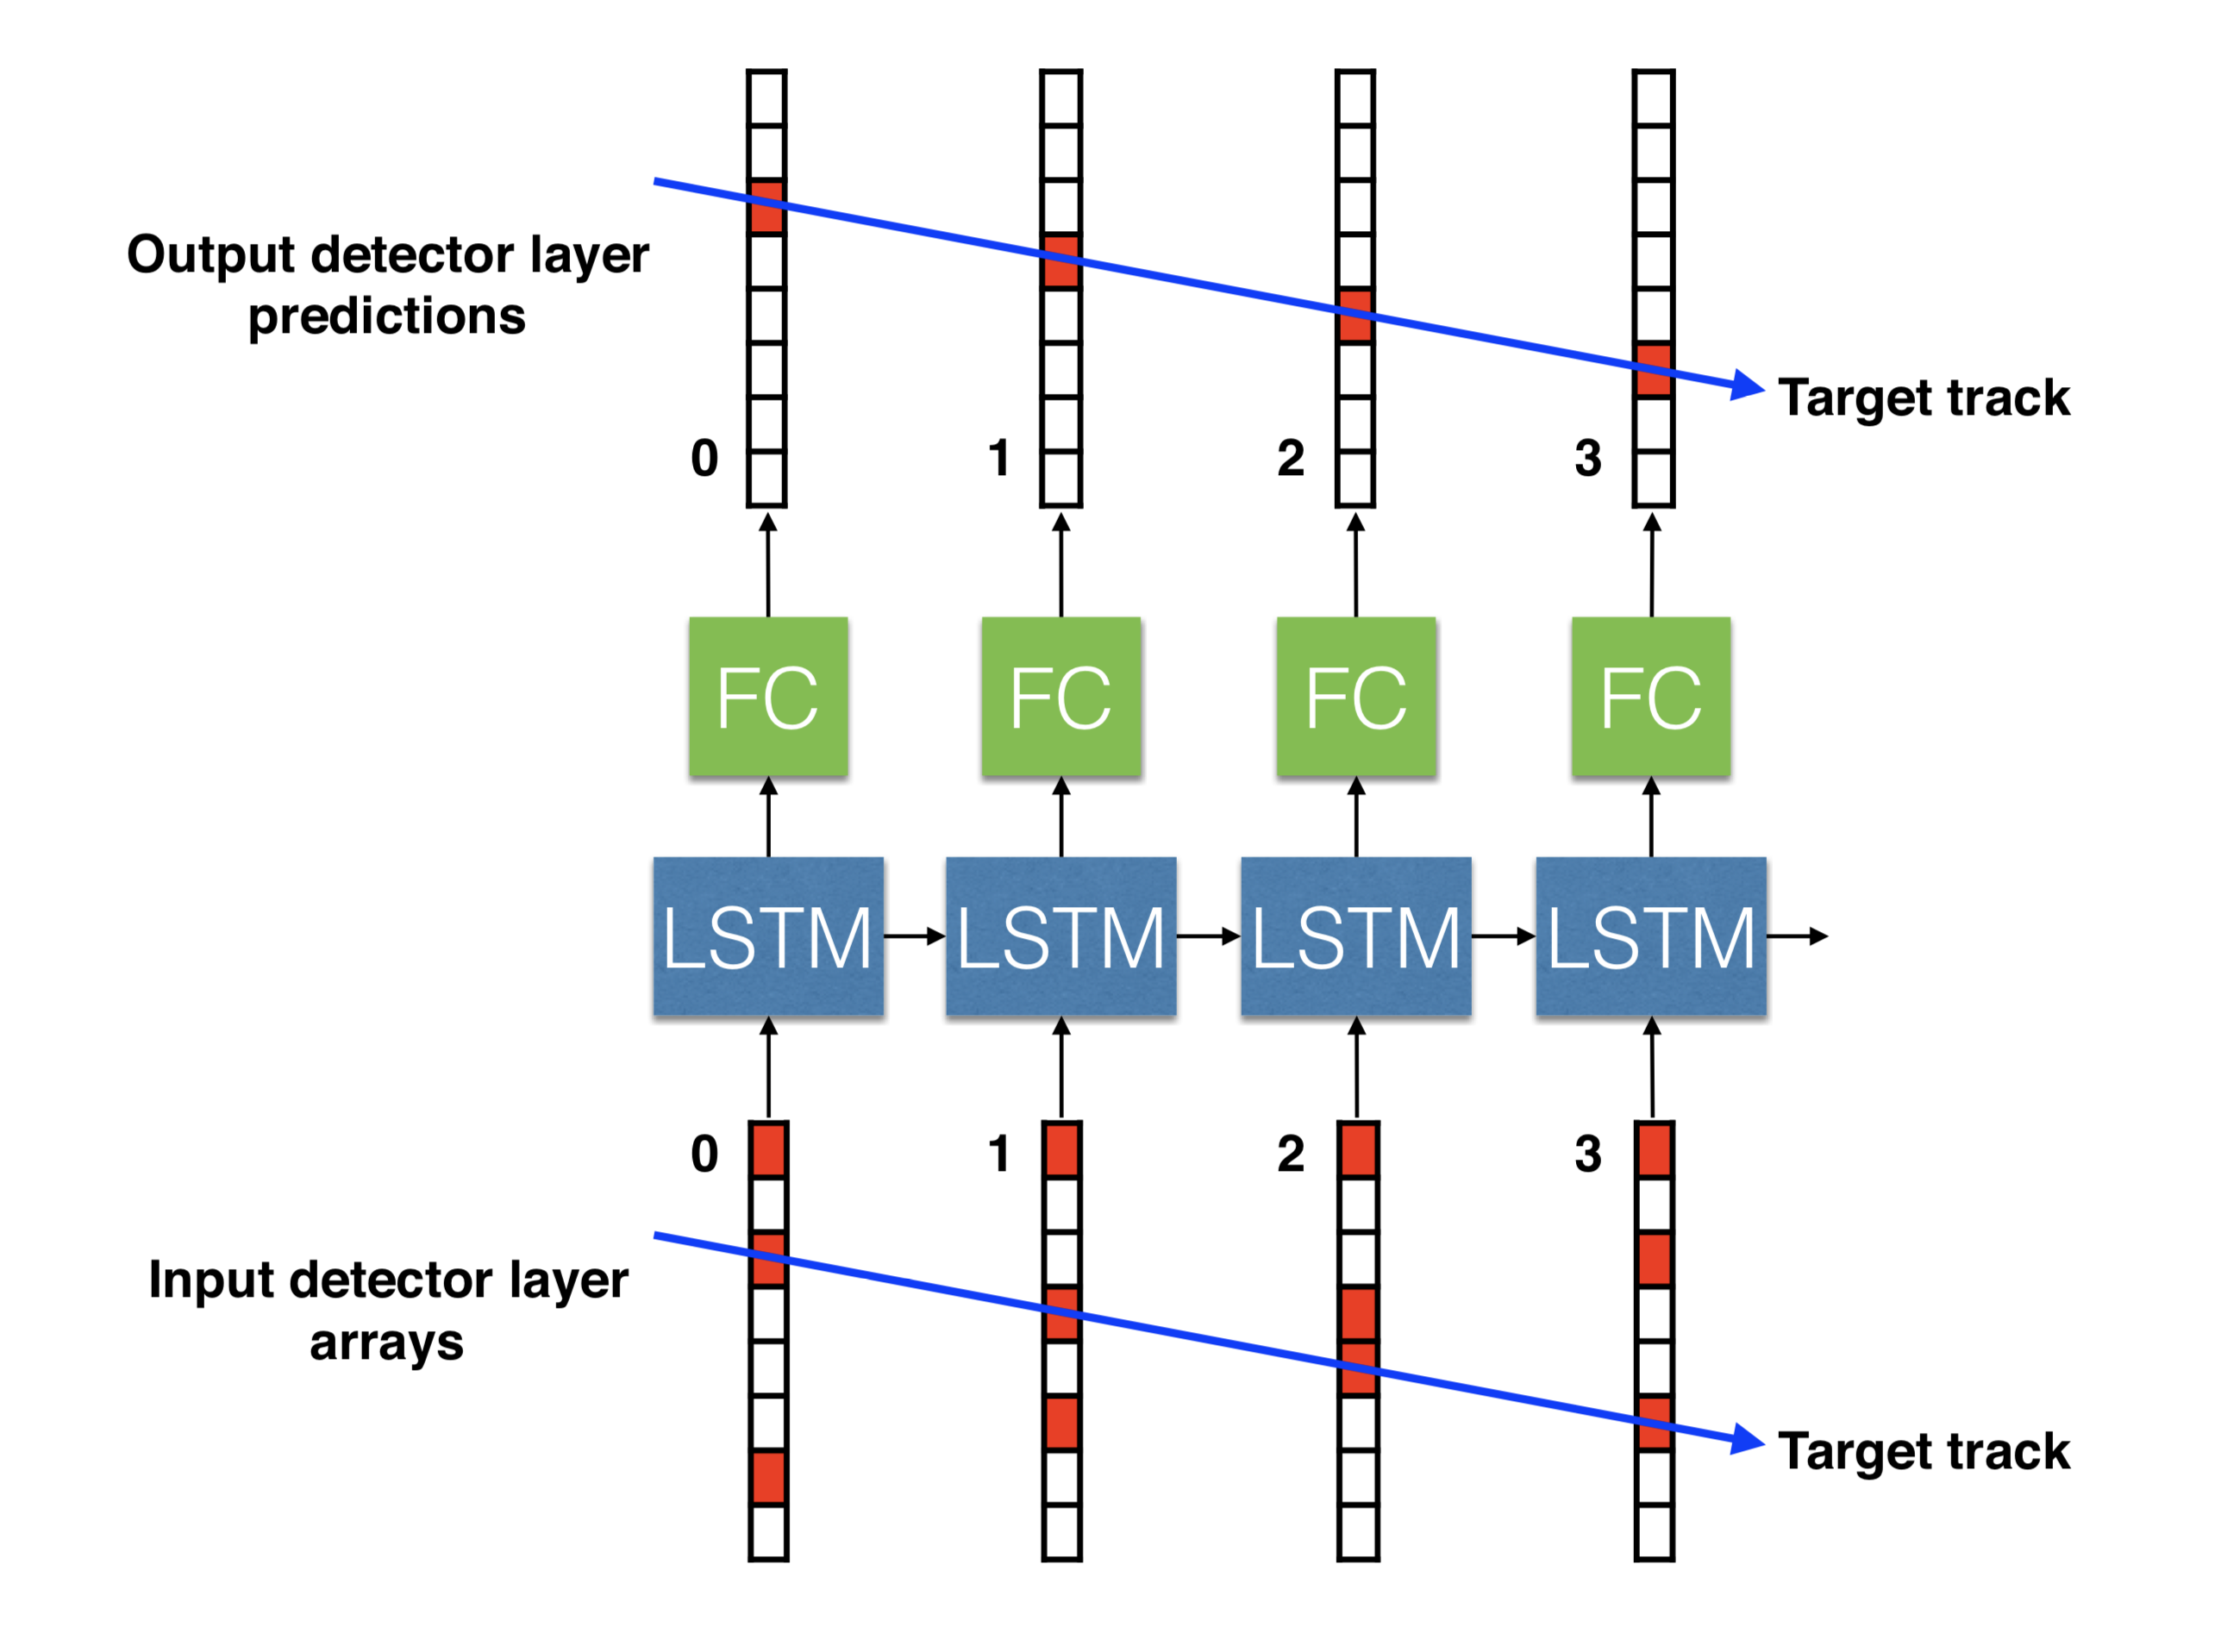 Output detector layer
predictions
Target track
0 1 2 3
FC FC FC FC
LSTM LSTM LSTM LSTM
0 1 2 3
Input detector layer
arrays
Target track